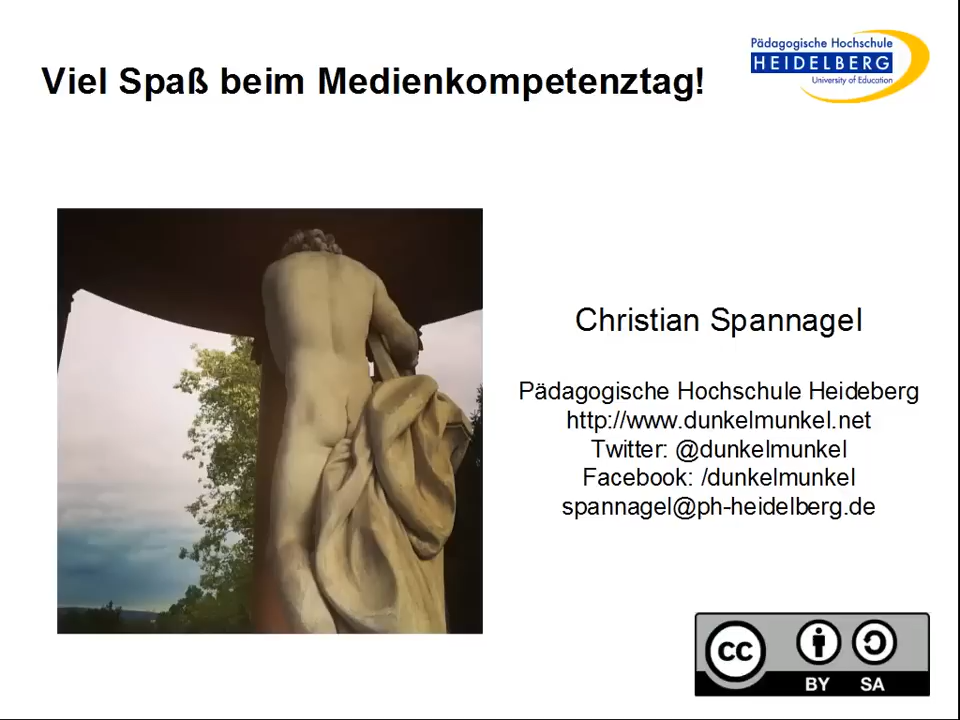 Viel Spaß beim Medienkompetenztag!
Pädagogische Hochschule
HEIDELBERG
University of Education
Christian Spannagel
Pädagogische Hochschule Heideberg
http://www.dunkelmunkel.net
Twitter: @dunkelmunkel
Facebook: /dunkelmunkel
spannagel@ph-heidelberg.de
cc
BY SA